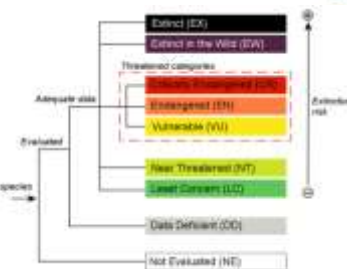 Extinct (EX)
Extinct in the Wild (EW)
Threatened categories
Critically Endangered (CR)
Adequate data
Endangered (EN)
Extinction
risk
Vulnerable (VU)
Evaluated
Near Threatened (NT)
Least Concern (LC)
species
Data Deficient (DD)
Not Evaluated (NE)